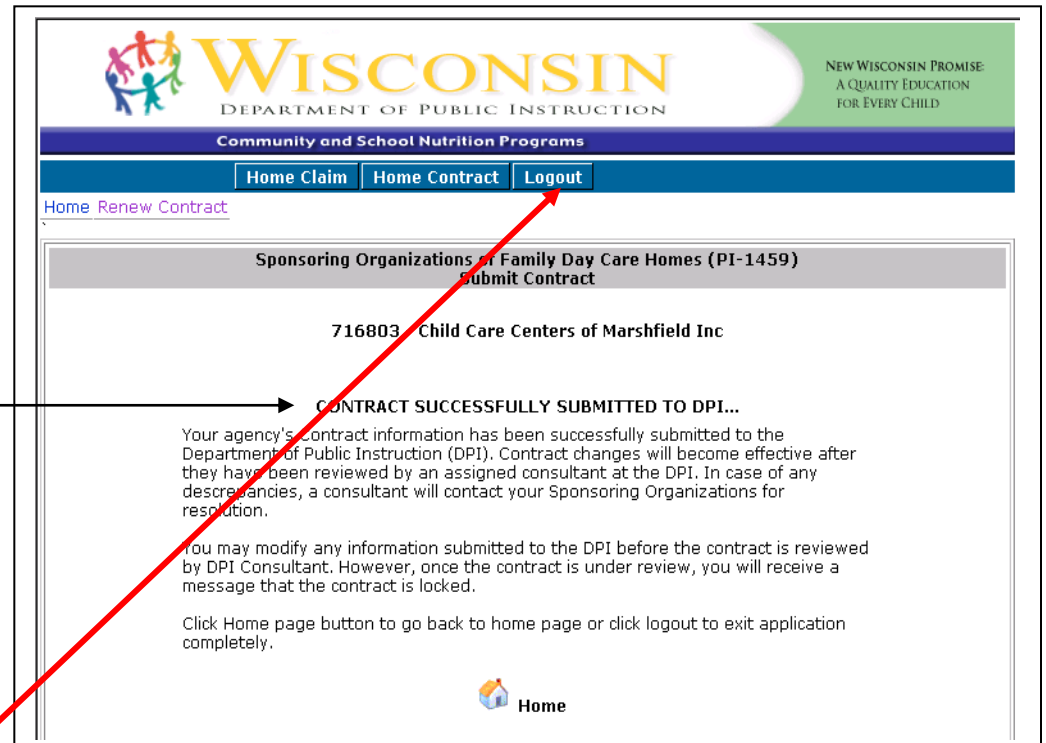 WISCONSIN
DEPARTMENT OF PUBLIC INSTRUCTION
NEW WISCONSIN PROMISE:
A QUALITY EDUCATION
FOR EVERY CHILD
Community and School Nutrition Programs
Home Claim Home Contract Logout
Home Renew Contract
Sponsoring Organizations of Family Day Care Homes (PI-1459)
Submit Contract
716803 Child Care Centers of Marshfield Inc
CONTRACT SUCCESSFULLY SUBMITTED TO DPI...
Your agency's Contract information has been successfully submitted to the
Department of Public Instruction (DPI). Contract changes will become effective after
they have been reviewed by an assigned consultant at the DPI. In case of any
descrepancies, a consultant will contact your Sponsoring Organizations for
resolution.
You may modify any information submitted to the DPI before the contract is reviewed
by DPI Consultant. However, once the contract is under review, you will receive a
message that the contract is locked.
Click Home page button to go back to home page or click logout to exit application
completely.
Home